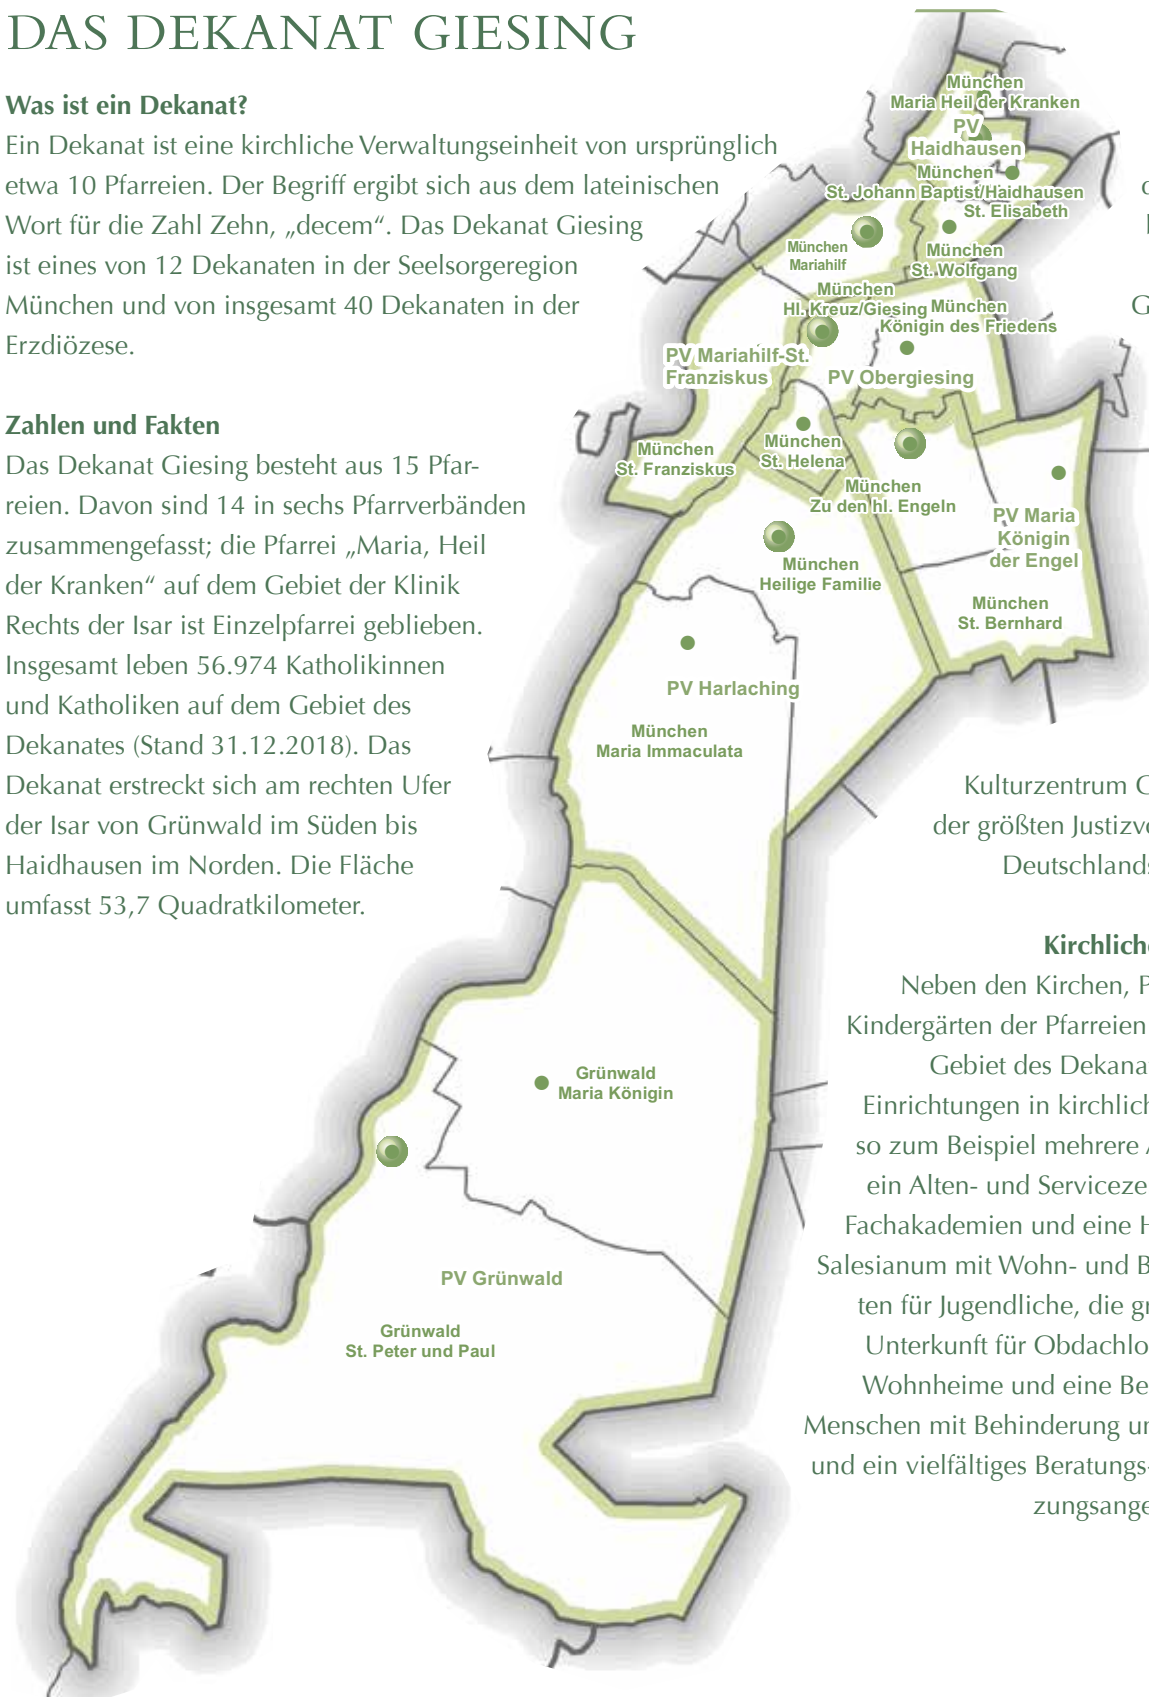 DAS DEKANAT GIESING
Was ist ein Dekanat?
Ein Dekanat ist eine kirchliche Verwaltungseinheit von ursprünglich
etwa 10 Pfarreien. Der Begriff ergibt sich aus dem lateinischen
Wort für die Zahl Zehn, „decem“. Das Dekanat Giesing
ist eines von 12 Dekanaten in der Seelsorgeregion
München und von insgesamt 40 Dekanaten in der
Erzdiözese.
Zahlen und Fakten
Das Dekanat Giesing besteht aus 15 Pfar-
reien. Davon sind 14 in sechs Pfarrverbänden
zusammengefasst; die Pfarrei „Maria, Heil
der Kranken“ auf dem Gebiet der Klinik
Rechts der Isar ist Einzelpfarrei geblieben.
Insgesamt leben 56.974 Katholikinnen
und Katholiken auf dem Gebiet des
Dekanates (Stand 31.12.2018). Das
Dekanat erstreckt sich am rechten Ufer
der Isar von Grünwald im Süden bis
Haidhausen im Norden. Die Fläche
umfasst 53,7 Quadratkilometer.
München
Maria Heil der Kranken
PV
Haidhausen
München
St. Johann Baptist/Haidhausen
St. Elisabeth
München
Mariahilf
München
St. Wolfgang
München
Hl. Kreuz/Giesing
München
Königin des Friedens
PV Mariahilf-St.
Franziskus
PV Obergiesing
München
St. Franziskus
München
St. Helena
München
Zu den hl. Engeln
PV Maria
Königin
der Engel
München
Heilige Familie
München
St. Bernhard
PV Harlaching
München
Maria Immaculata
Grünwald
Maria Königin
PV Grünwald
Grünwald
St. Peter und Paul
G
Kulturzentrum G
der größten Justizve
Deutschlands
Kirchliche
Neben den Kirchen, P
Kindergärten der Pfarreien
Gebiet des Dekana
Einrichtungen in kirchlich
so zum Beispiel mehrere A
ein Alten- und Serviceze
Fachakademien und eine H
Salesianum mit Wohn- und B
ten für Jugendliche, die gr
Unterkunft für Obdachlo
Wohnheime und eine Be
Menschen mit Behinderung un
und ein vielfältiges Beratungs-
zungsange